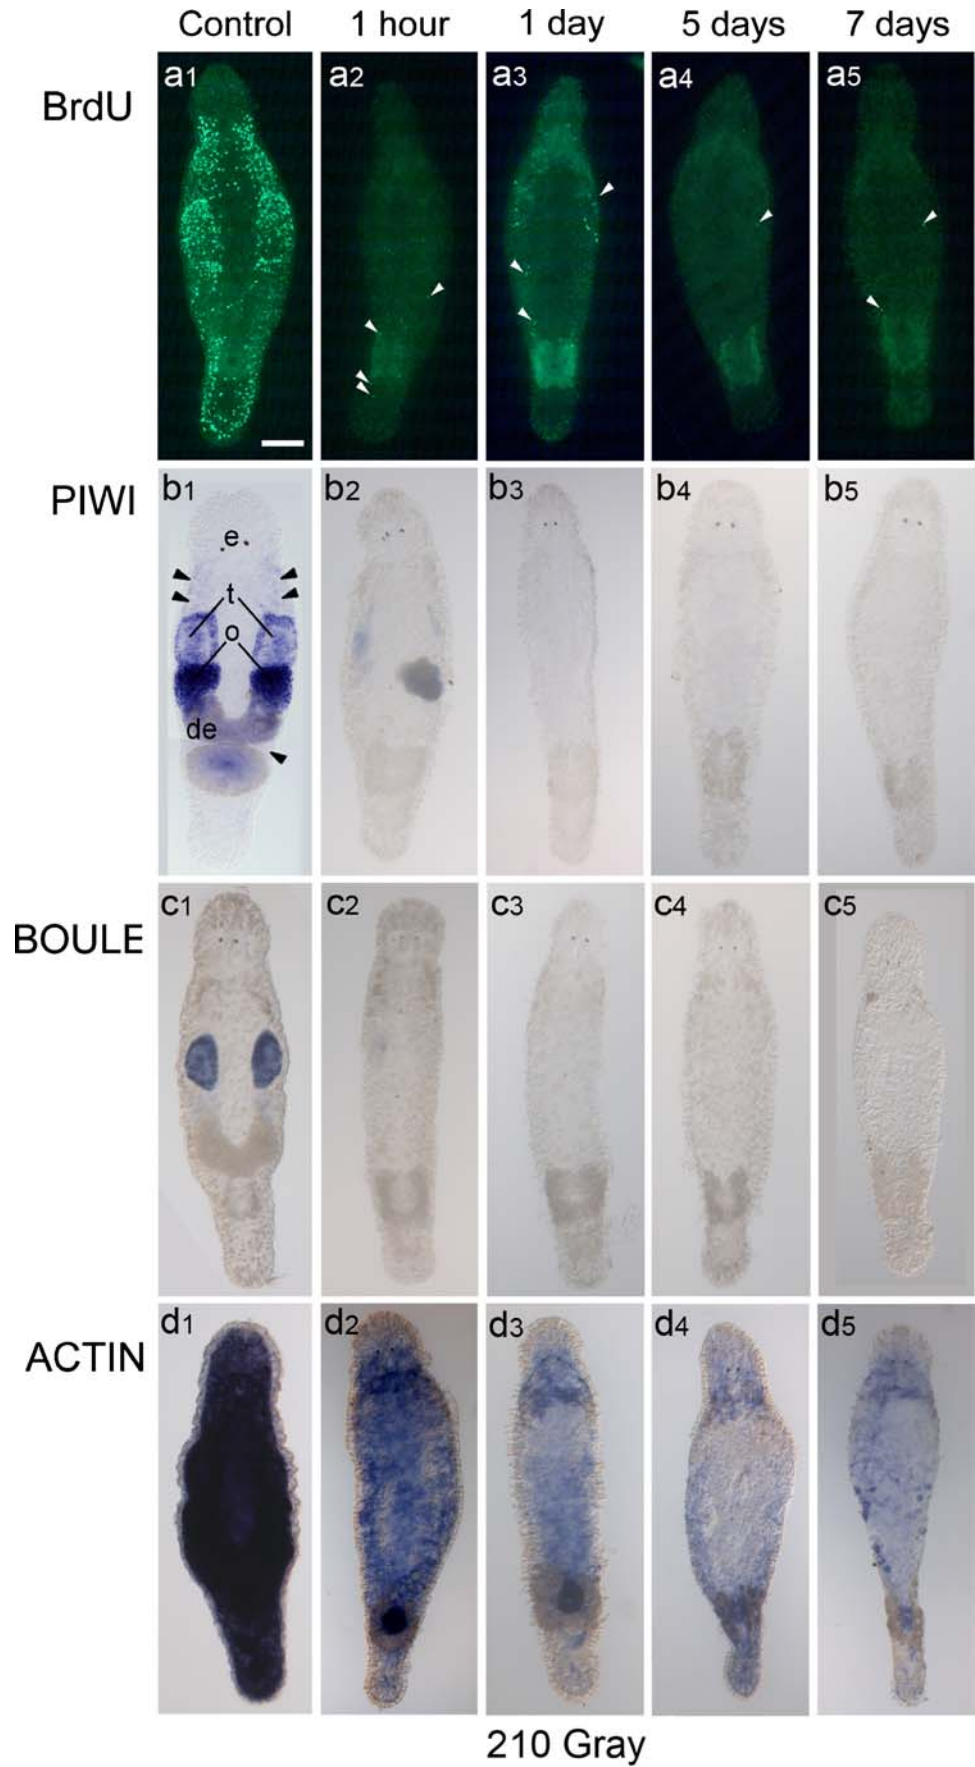 Control 1 hour 1 day 5 days 7 days
BrdU a1 a2 a3 a4 a5
PIWI b1 b2 b3 b4 b5
e
t
o
de
BOULE c1 c2 c3 c4 c5
ACTIN d1 d2 d3 d4 d5
210 Gray